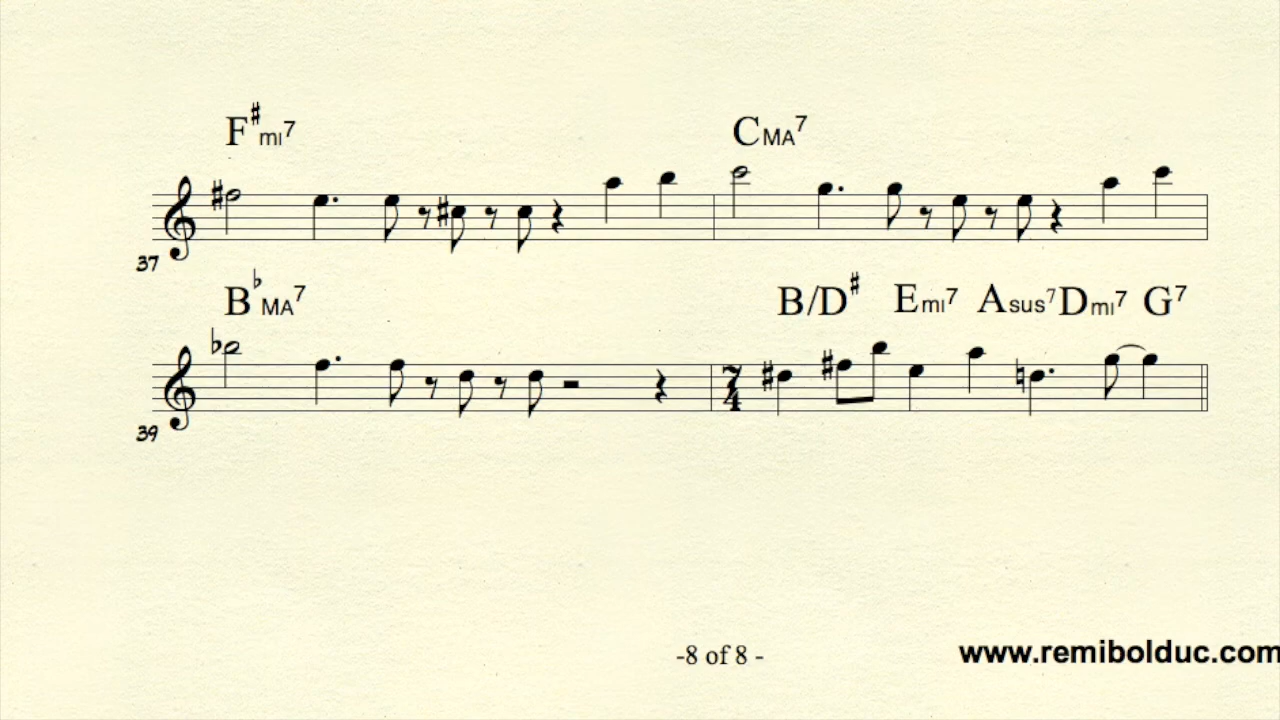 F♯mi7 CMA7
37
B♭MA7 B/D♯ Emi7 Asus7 Dmi7 G7
7
4
39
-8 of 8 -
www.remibolduc.com